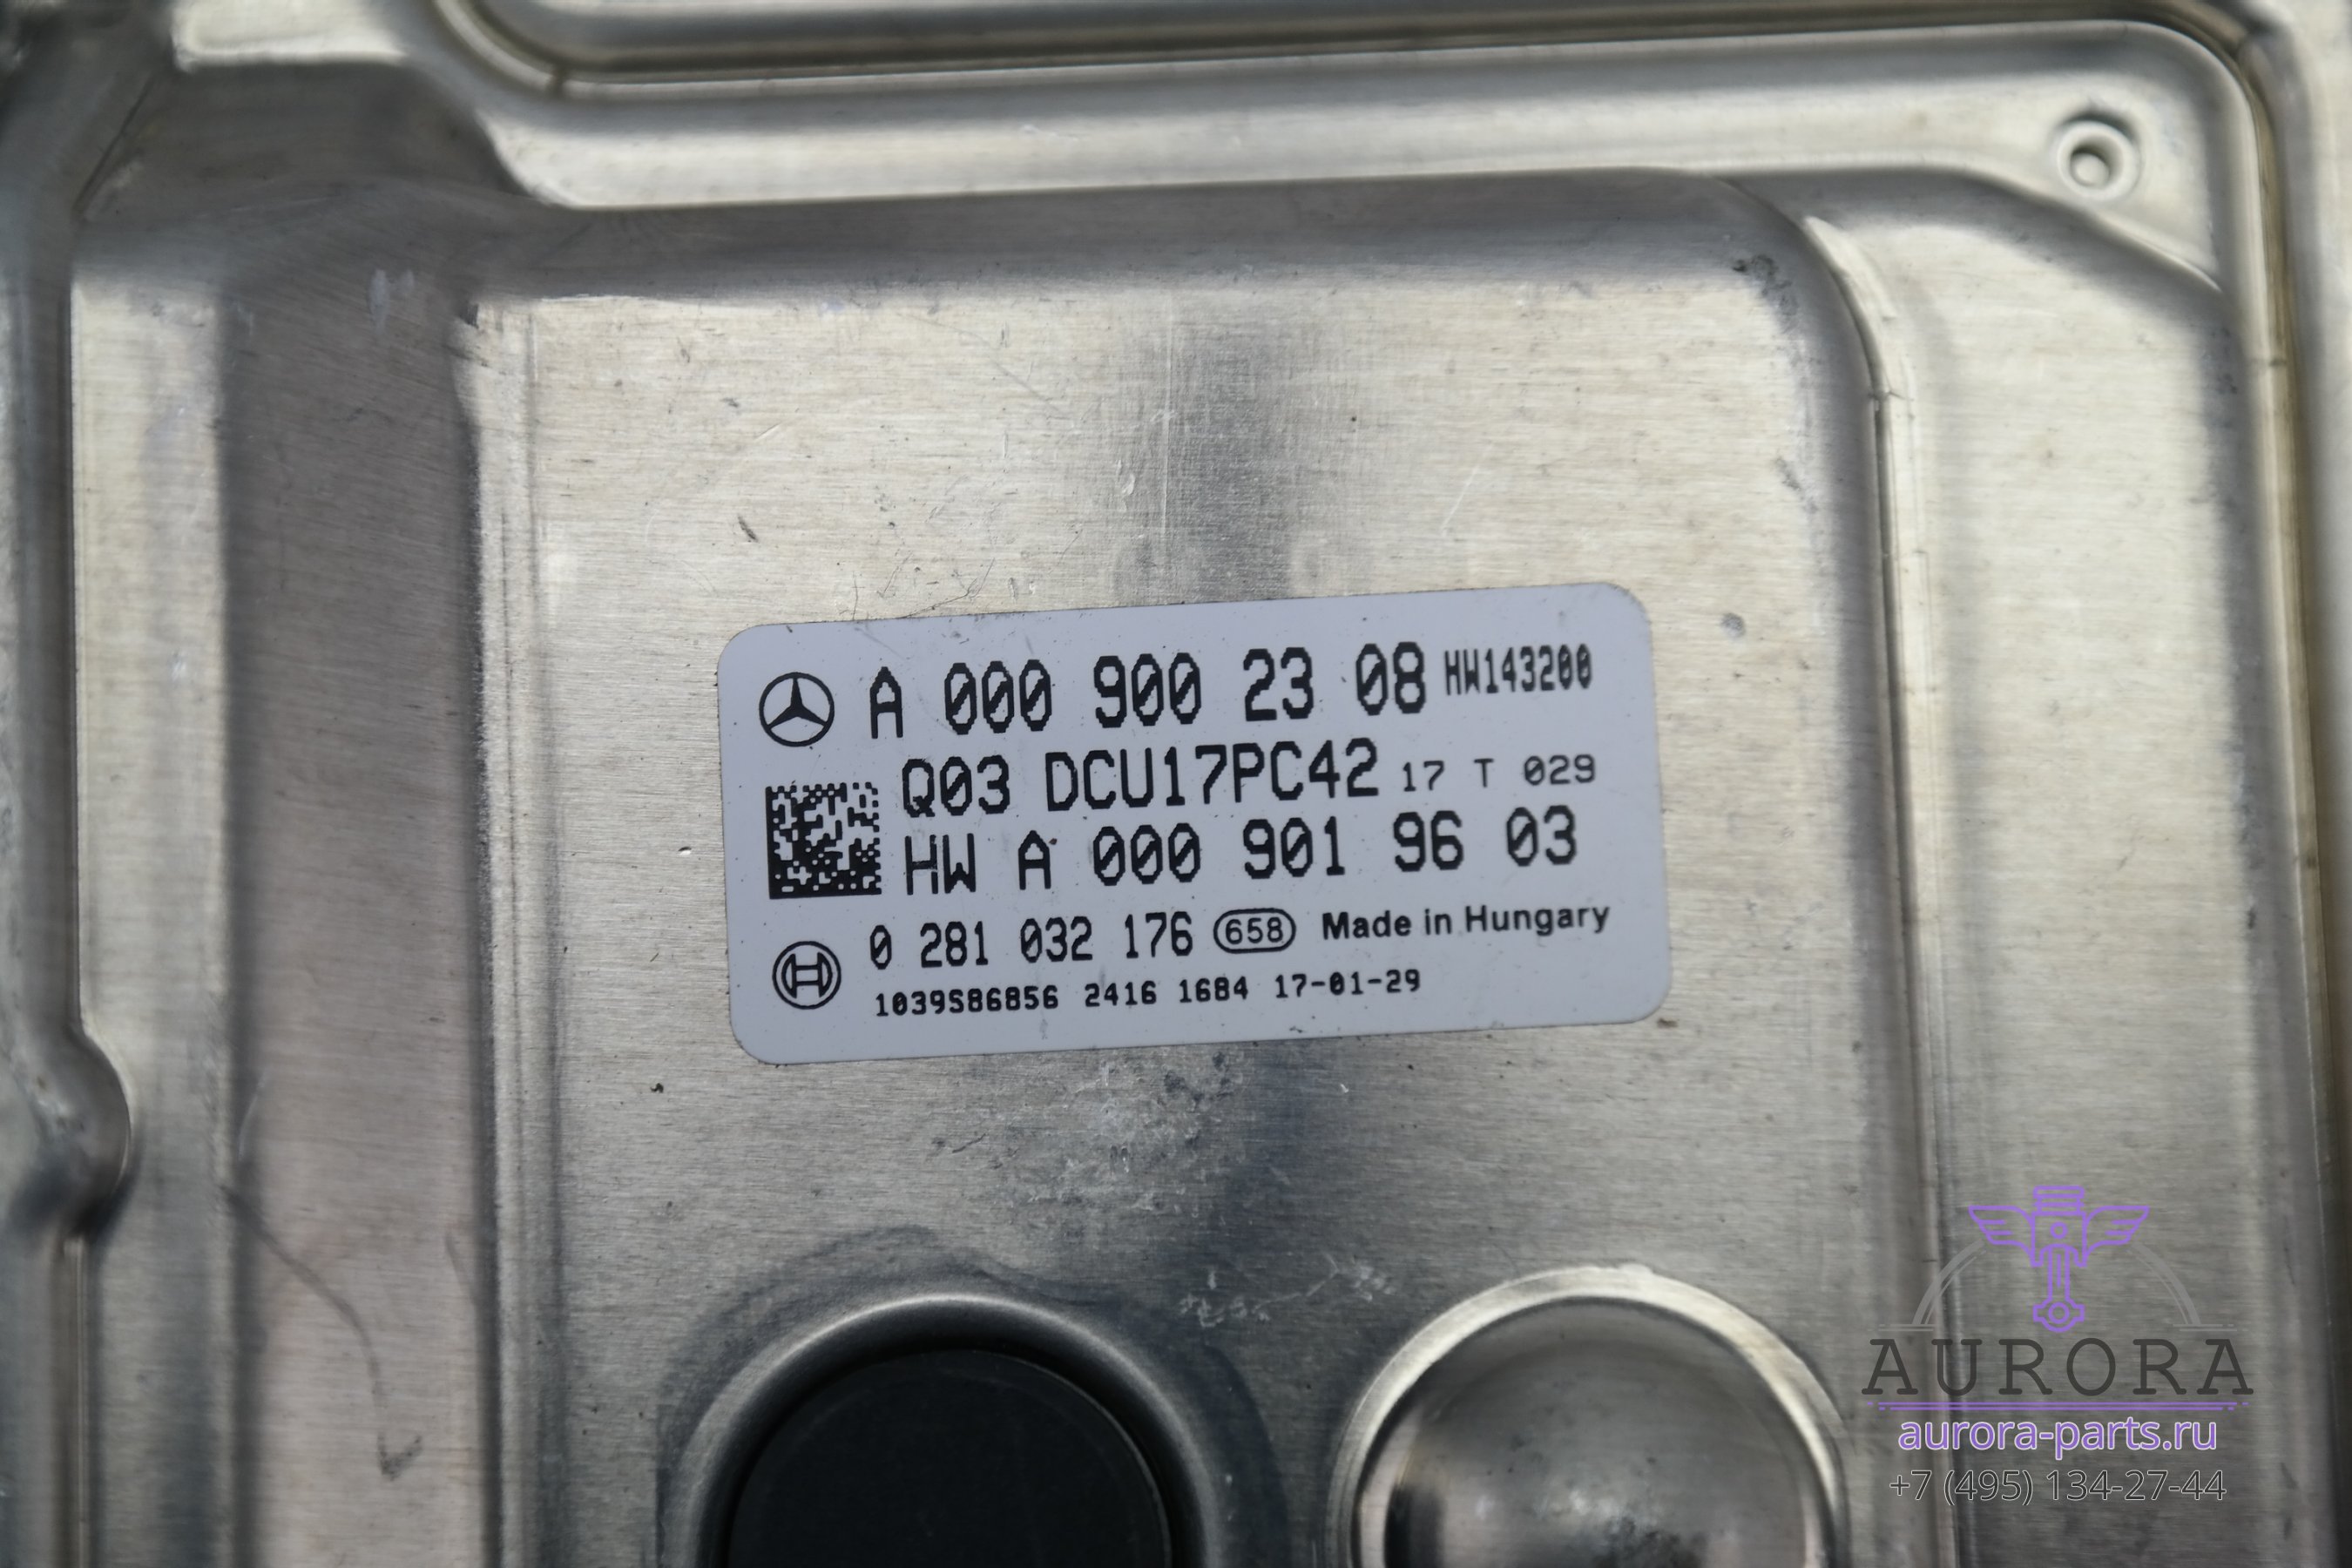 A 000 900 23 08 HW143200
Q03 DCU17PC42 17 T 029
HW A 000 901 96 03
0 281 032 176 658 Made in Hungary
1039S86856 2416 1684 17-01-29
AURORA
aurora-parts.ru
+7 (495) 134-27-44